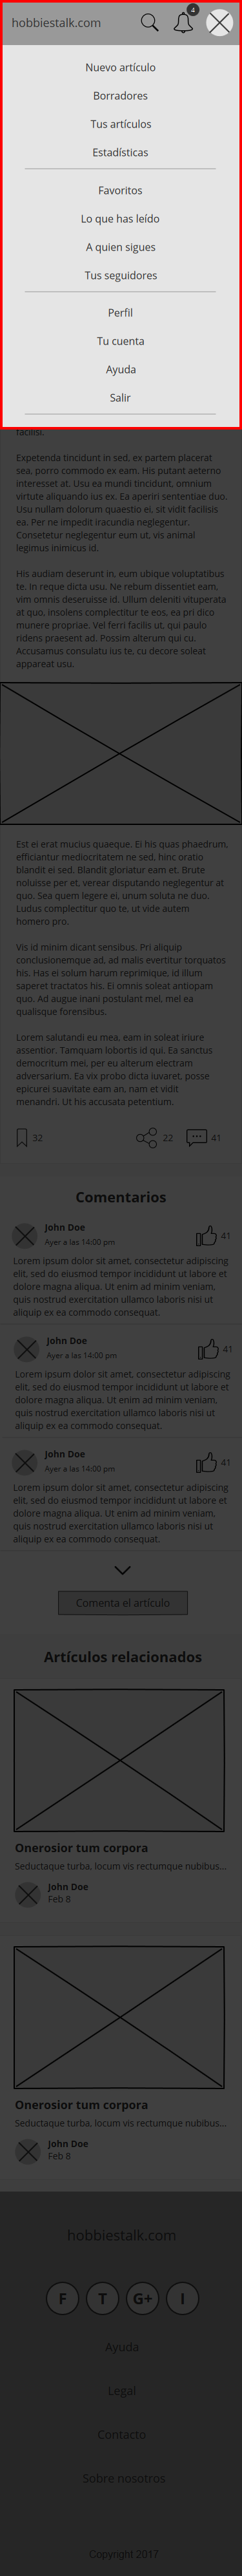 hobbiestalk.com
4
Nuevo artículo
Borradores
Tus artículos
Estadísticas
Favoritos
Lo que has leído
A quien sigues
Tus seguidores
Perfil
Tu cuenta
Ayuda
Salir
facilisi.
Expetenda tincidunt in sed, ex partem placerat
sea, porro commodo ex eam. His putant aeterno
interesset at. Usu ea mundi tincidunt, omnium
virtute aliquando ius ex. Ea aperiri sententiae duo.
Usu nullam dolorum quaestio ei, sit vidit facilisis
ea. Per ne impedit iracundia neglegentur.
Consetetur neglegentur eum ut, vis animal
legimus inimicus id.
His audiam deserunt in, eum ubique voluptatibus
te. In reque dicta usu. Ne rebum dissentiet eam,
vim omnis deseruisse id. Ullum deleniti vituperata
at quo, insolens complectitur te eos, ea pri dico
munere propriae. Vel ferri facilis ut, qui paulo
ridens praesent ad. Possim alterum qui cu.
Accusamus consulatu ius te, cu decore soleat
appareat usu.
Est ei erat mucius quaeque. Ei his quas phaedrum,
efficiantur mediocritatem ne sed, hinc oratio
blandit ei sed. Blandit gloriatur eam et. Brute
noluisse per et, verear disputando neglegentur at
quo. Sea quem legere ei, unum soluta ne duo.
Ludus complectitur quo te, ut vide autem
homero pro.
Vis id minim dicant sensibus. Pri aliquip
conclusionemque ad, ad malis evertitur torquatos
his. Has ei solum harum reprimique, id illum
saperet tractatos his. Ei omnis soleat antiopam
quo. Ad augue inani postulant mel, mel ea
qualisque forensibus.
Lorem salutandi eu mea, eam in soleat iriure
assentior. Tamquam lobortis id qui. Ea sanctus
democritum mei, per eu alterum electram
adversarium. Ea vix probo dicta iuvaret, posse
epicurei suavitate eam an, nam et vidit
menandri. Ut his accusata petentium.
32 22 41
Comentarios
John Doe
Ayer a las 14:00 pm
41
Lorem ipsum dolor sit amet, consectetur adipiscing
elit, sed do eiusmod tempor incididunt ut labore et
dolore magna aliqua. Ut enim ad minim veniam,
quis nostrud exercitation ullamco laboris nisi ut
aliquip ex ea commodo consequat.
John Doe
Ayer a las 14:00 pm
41
Lorem ipsum dolor sit amet, consectetur adipiscing
elit, sed do eiusmod tempor incididunt ut labore et
dolore magna aliqua. Ut enim ad minim veniam,
quis nostrud exercitation ullamco laboris nisi ut
aliquip ex ea commodo consequat.
John Doe
Ayer a las 14:00 pm
41
Lorem ipsum dolor sit amet, consectetur adipiscing
elit, sed do eiusmod tempor incididunt ut labore et
dolore magna aliqua. Ut enim ad minim veniam,
quis nostrud exercitation ullamco laboris nisi ut
aliquip ex ea commodo consequat.
Comenta el artículo
Artículos relacionados
Onerosior tum corpora
Seductaque turba, locum vis rectumque nubibus...
John Doe
Feb 8
Onerosior tum corpora
Seductaque turba, locum vis rectumque nubibus...
John Doe
Feb 8
hobbiestalk.com
F T G+ I
Ayuda
Legal
Contacto
Sobre nosotros
Copyright 2017